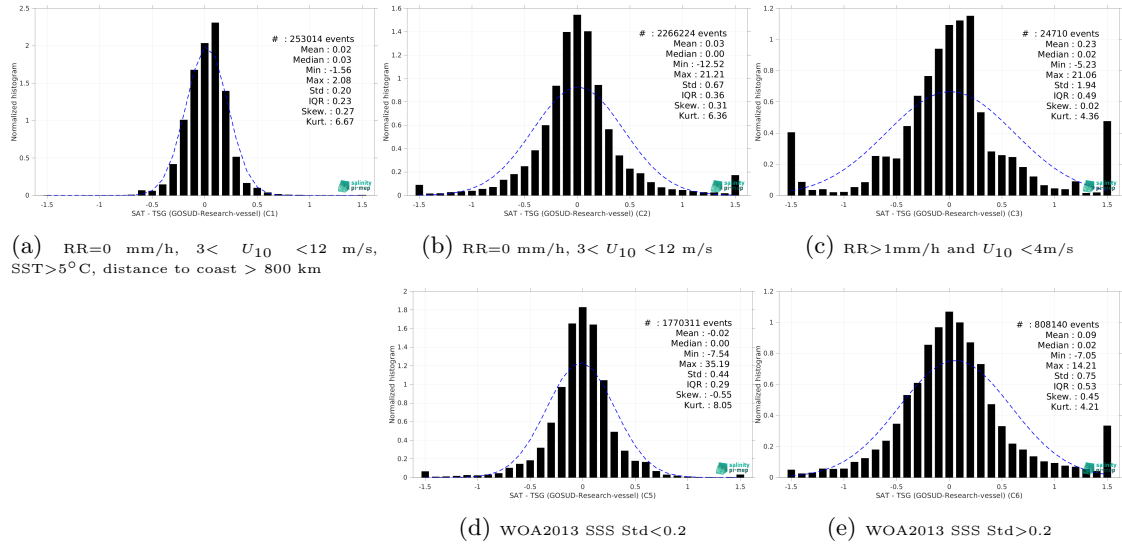 # : 253014 events
Mean : 0.02
Median : 0.03
Min : -1.56
Max : 2.08
Std : 0.20
IQR : 0.23
Skew. : 0.27
Kurt. : 6.67
Normalized histogram
2.5
2
1.5
1
0.5
0
-1.5 -1 -0.5 0 0.5 1 1.5
SAT - TSG (GOSUD-Research-vessel) (C1)
salinity
pi-mep
(a) RR=0 mm/h, 3< U10 <12 m/s,
SST>5°C, distance to coast > 800 km
# : 2266224 events
Mean : 0.03
Median : 0.00
Min : -12.52
Max : 21.21
Std : 0.67
IQR : 0.36
Skew. : 0.31
Kurt. : 6.36
Normalized histogram
1.6
1.4
1.2
1
0.8
0.6
0.4
0.2
0
-1.5 -1 -0.5 0 0.5 1 1.5
SAT - TSG (GOSUD-Research-vessel) (C2)
salinity
pi-mep
(b) RR=0 mm/h, 3< U10 <12 m/s
# : 24710 events
Mean : 0.23
Median : 0.02
Min : -5.23
Max : 21.06
Std : 1.94
IQR : 0.49
Skew. : 0.02
Kurt. : 4.36
Normalized histogram
1.2
1
0.8
0.6
0.4
0.2
0
-1.5 -1 -0.5 0 0.5 1 1.5
SAT - TSG (GOSUD-Research-vessel) (C3)
salinity
pi-mep
(c) RR>1mm/h and U10 <4m/s
# : 1770311 events
Mean : -0.02
Median : 0.00
Min : -7.54
Max : 35.19
Std : 0.44
IQR : 0.29
Skew. : -0.55
Kurt. : 8.05
Normalized histogram
2
1.8
1.6
1.4
1.2
1
0.8
0.6
0.4
0.2
0
-1.5 -1 -0.5 0 0.5 1 1.5
SAT - TSG (GOSUD-Research-vessel) (C5)
salinity
pi-mep
(d) WOA2013 SSS Std<0.2
# : 808140 events
Mean : 0.09
Median : 0.02
Min : -7.05
Max : 14.21
Std : 0.75
IQR : 0.53
Skew. : 0.45
Kurt. : 4.21
Normalized histogram
1.2
1
0.8
0.6
0.4
0.2
0
-1.5 -1 -0.5 0 0.5 1 1.5
SAT - TSG (GOSUD-Research-vessel) (C6)
salinity
pi-mep
(e) WOA2013 SSS Std>0.2